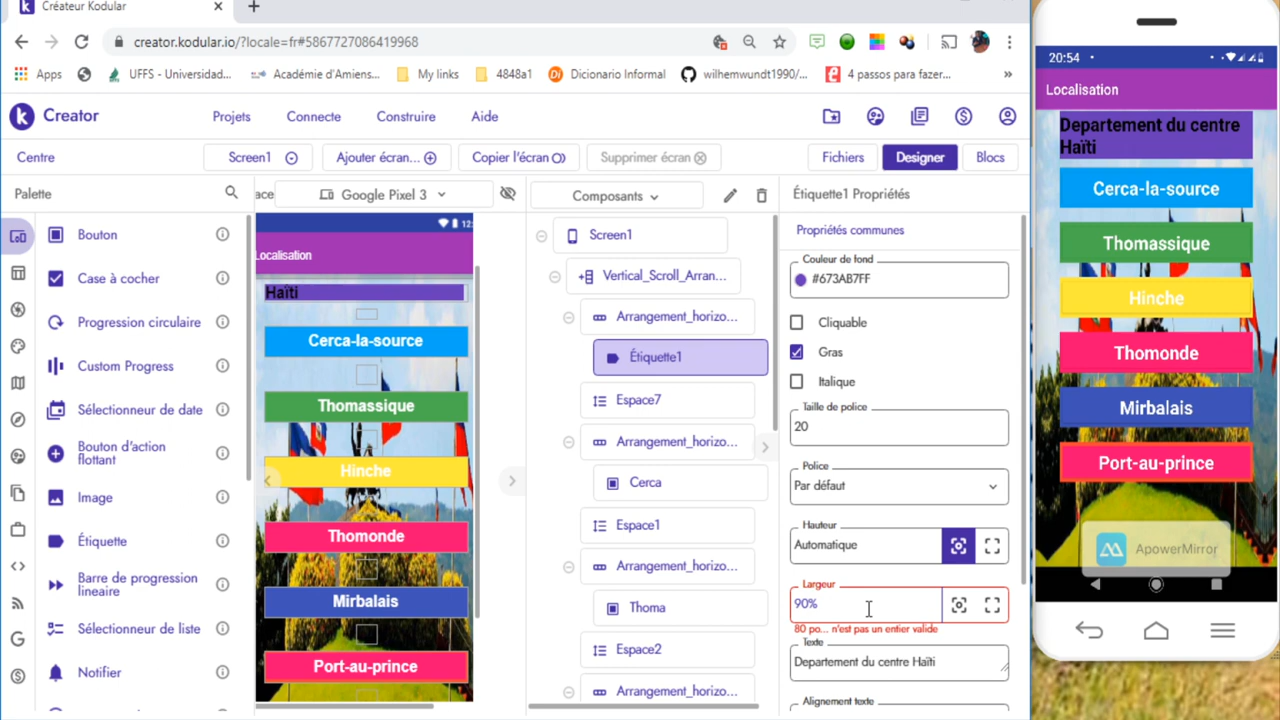 Créateur Kodular
creator.kodular.io/?locale=fr#5867727086419968
Apps
UFFS - Universidad...
Académie d'Amiens...
My links
4848a1
Dicionario Informal
wilhemwundt1990/...
4 passos para fazer...
»
Creator
Projets
Connecte
Construire
Aide
Centre
Screen1
Ajouter écran...
Copier l'écran
Supprimer écran
Fichiers
Designer
Blocs
Palette
Bouton
Case à cocher
Progression circulaire
Custom Progress
Sélectionneur de date
Bouton d'action
flottant
Image
Étiquette
Barre de progression
lineaire
Sélectionneur de liste
Notifier
Google Pixel 3
12:
Localisation
Haïti
Cerca-la-source
Thomassique
Hinche
Thomonde
Mirbalais
Port-au-prince
Composants
Screen1
Vertical_Scroll_Arran...
Arrangement_horizo...
Étiquette1
Espace7
Arrangement_horizo...
Cerca
Espace1
Arrangement_horizo...
Thoma
Espace2
Arrangement_horizo...
Étiquette1 Propriétés
Propriétés communes
Couleur de fond
#673AB7FF
Cliquable
Gras
Italique
Taille de police
20
Police
Par défaut
Hauteur
Automatique
Largeur
90%
80 po... n'est pas un entier valide
Texte
Departement du centre Haïti
Alignement texte
20:54
Localisation
Departement du centre
Haïti
Cerca-la-source
Thomassique
Hinche
Thomonde
Mirbalais
Port-au-prince
ApowerMirror